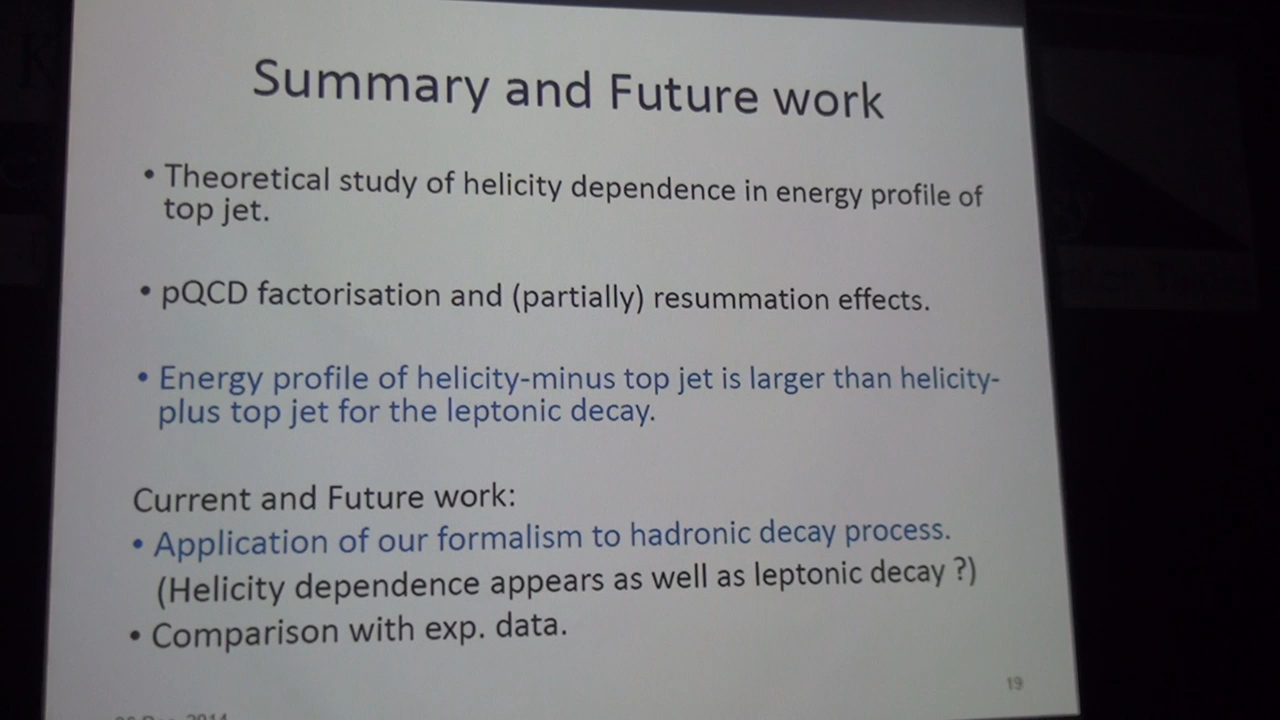 Summary and Future work
• Theoretical study of helicity dependence in energy profile of
top jet.
• pQCD factorisation and (partially) resummation effects.
• Energy profile of helicity-minus top jet is larger than helicity-
plus top jet for the leptonic decay.
Current and Future work:
• Application of our formalism to hadronic decay process.
(Helicity dependence appears as well as leptonic decay ?)
• Comparison with exp. data.
19